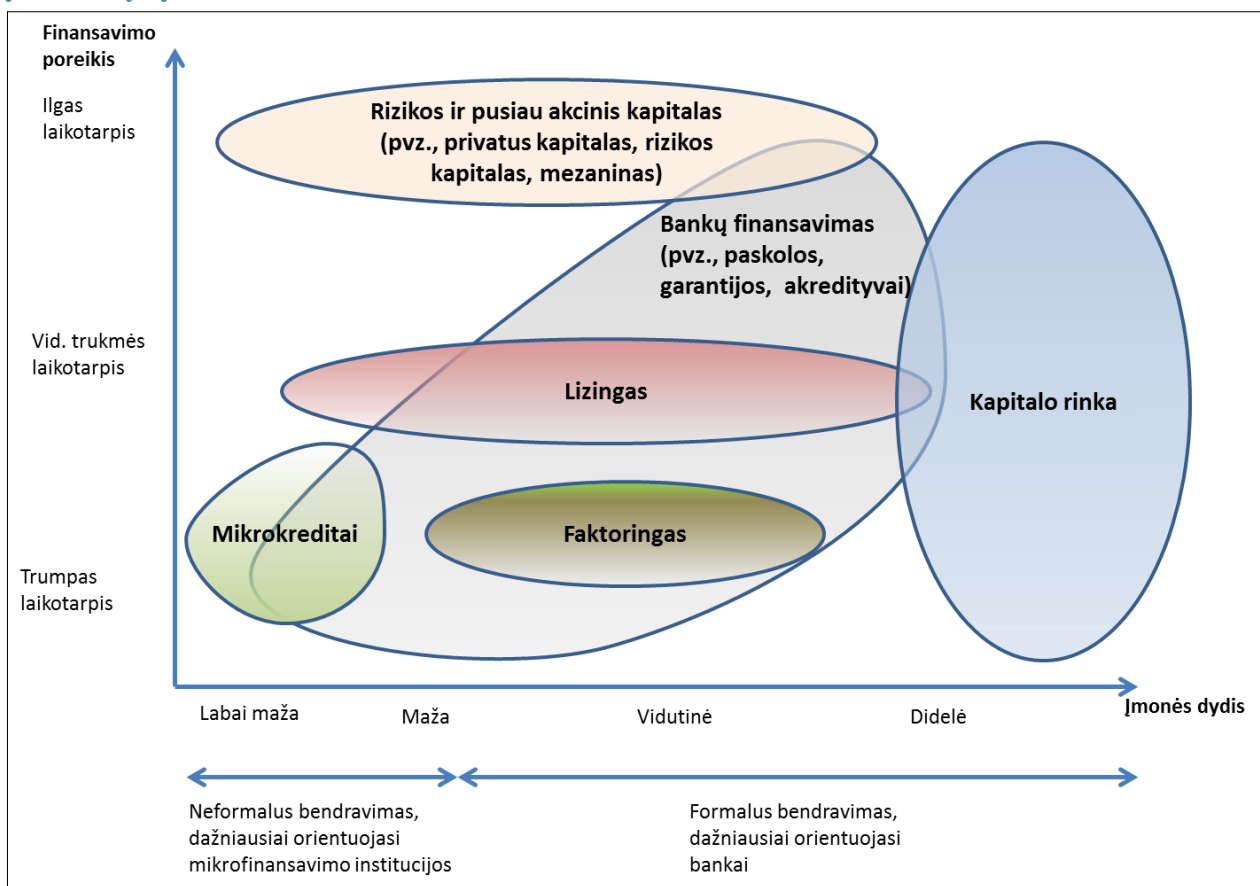 Finansavimo
poreikis
Ilgas
laikotarpis
Rizikos ir pusiau akcinis kapitalas
(pvz., privatus kapitalas, rizikos
kapitalas, mezaninas)
Bankų finansavimas
(pvz., paskolos,
garantijos, akredityvai)
Vid. trukmės
laikotarpis
Lizingas
Kapitalo rinka
Mikrokreditai
Faktoringas
Trumpas
laikotarpis
Labai maža
Maža
Vidutinė
Didelė
Įmonės dydis
Neformalus bendravimas,
dažniausiai orientuojasi
mikrofinansavimo institucijos
Formalus bendravimas,
dažniausiai orientuojasi
bankai